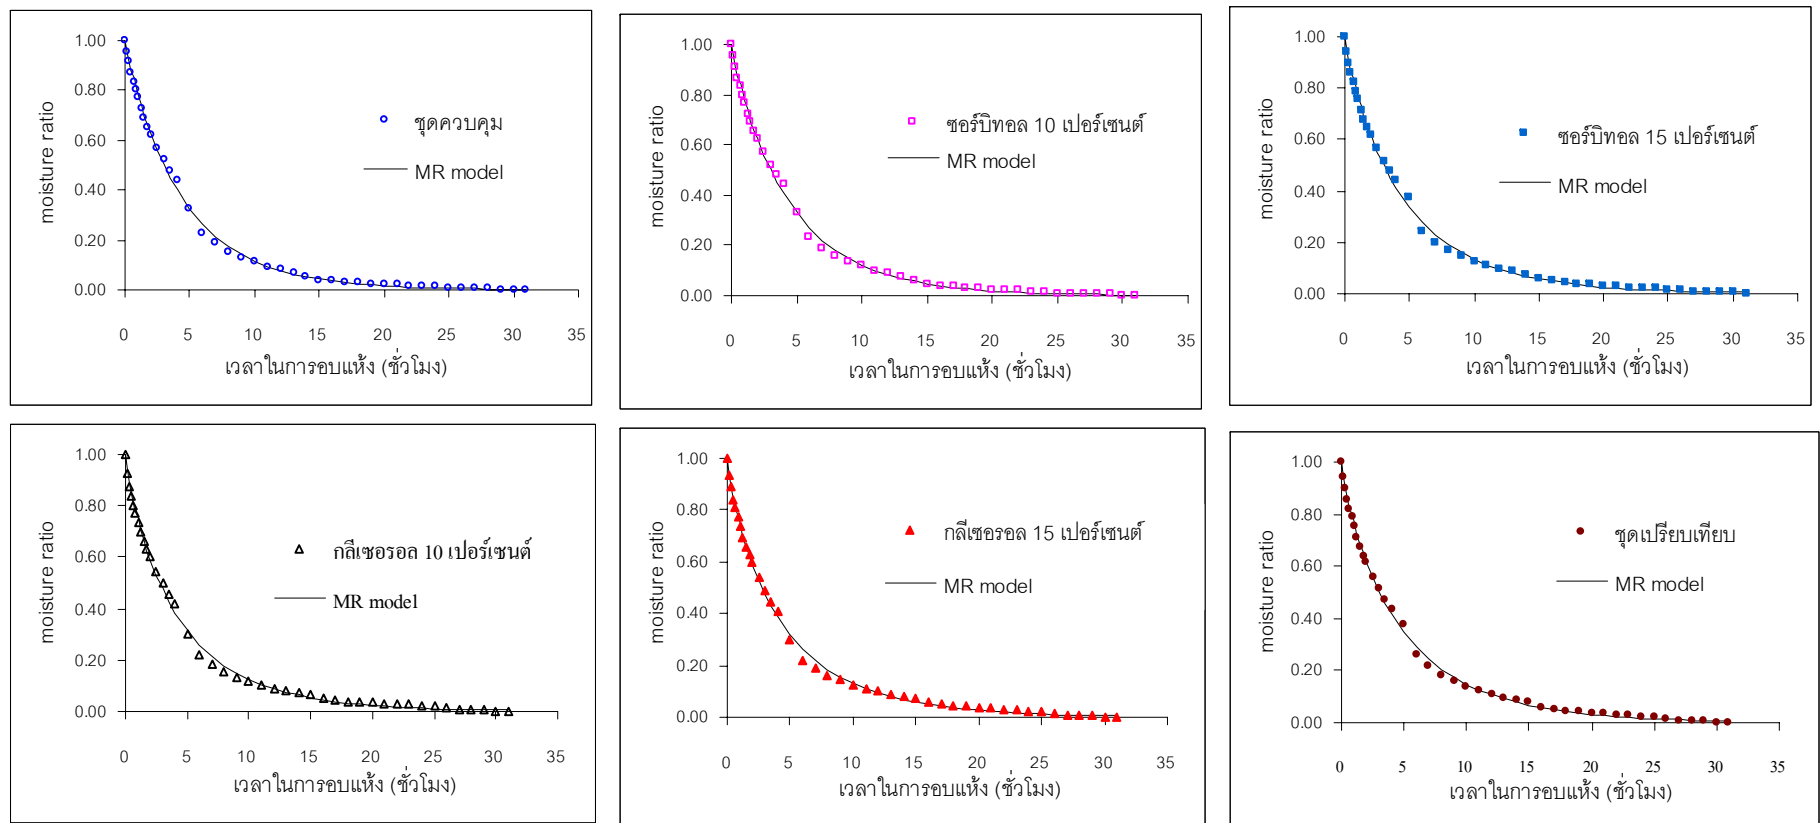 1.00
0.80
0.60
0.40
0.20
0.00
moisture ratio
ชุดควบคุม
MR model
0 5 10 15 20 25 30 35
เวลาในการอบแห้ง (ชั่วโมง)
1.00
0.80
0.60
0.40
0.20
0.00
moisture ratio
ซอร์บิทอล 10 เปอร์เซนต์
MR model
0 5 10 15 20 25 30 35
เวลาในการอบแห้ง (ชั่วโมง)
1.00
0.80
0.60
0.40
0.20
0.00
moisture ratio
ซอร์บิทอล 15 เปอร์เซนต์
MR model
0 5 10 15 20 25 30 35
เวลาในการอบแห้ง (ชั่วโมง)
1.00
0.80
0.60
0.40
0.20
0.00
moisture ratio
กลีเซอรอล 10 เปอร์เซนต์
MR model
0 5 10 15 20 25 30 35
เวลาในการอบแห้ง (ชั่วโมง)
1.00
0.80
0.60
0.40
0.20
0.00
moisture ratio
กลีเซอรอล 15 เปอร์เซนต์
MR model
0 5 10 15 20 25 30 35
เวลาในการอบแห้ง (ชั่วโมง)
1.00
0.80
0.60
0.40
0.20
0.00
moisture ratio
ชุดเปรียบเทียบ
MR model
0 5 10 15 20 25 30 35
เวลาในการอบแห้ง (ชั่วโมง)